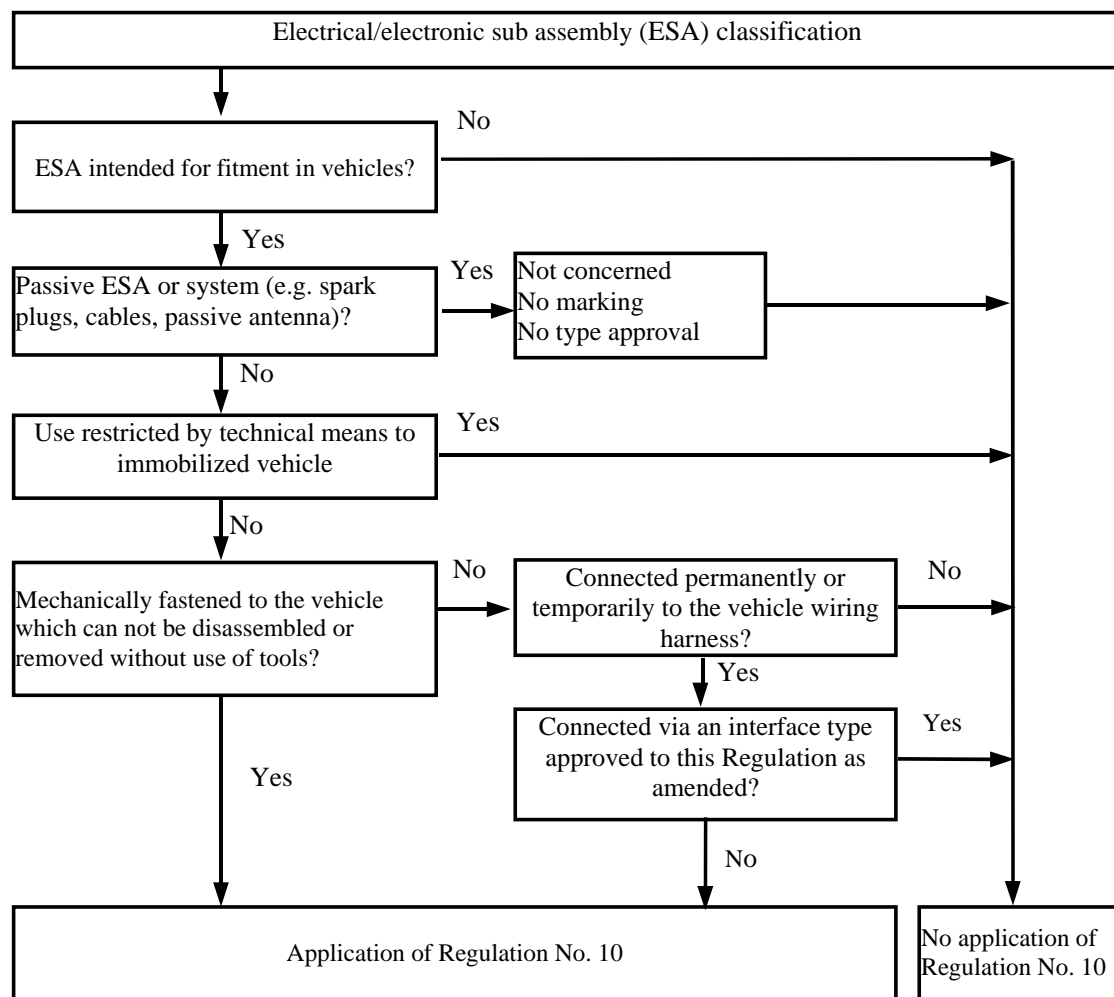 Electrical/electronic sub assembly (ESA) classification
No
ESA intended for fitment in vehicles?
Yes
Passive ESA or system (e.g. spark
plugs, cables, passive antenna)?
Yes
Not concerned
No marking
No type approval
No
Use restricted by technical means to
immobilized vehicle
Yes
No
Mechanically fastened to the vehicle
which can not be disassembled or
removed without use of tools?
No
Connected permanently or
temporarily to the vehicle wiring
harness?
No
Yes
Connected via an interface type
approved to this Regulation as
amended?
Yes
Yes
No
Application of Regulation No. 10
No application of
Regulation No. 10